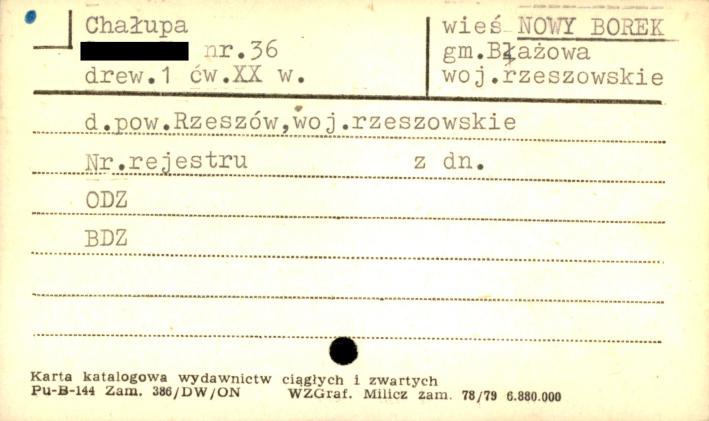 Chałupa
nr.36
drew.1 ćw.XX w.
wieś NOWY BOREK
gm.Błażowa
woj.rzeszowskie
d.pow.Rzeszów,woj.rzeszowskie
Nr.rejestru z dn.
ODZ
BDZ
Karta katalogowa wydawnictw ciągłych i zwartych
Pu-B-144 Zam. 386/DW/ON WZGraf. Milicz zam. 78/79 6.880.000